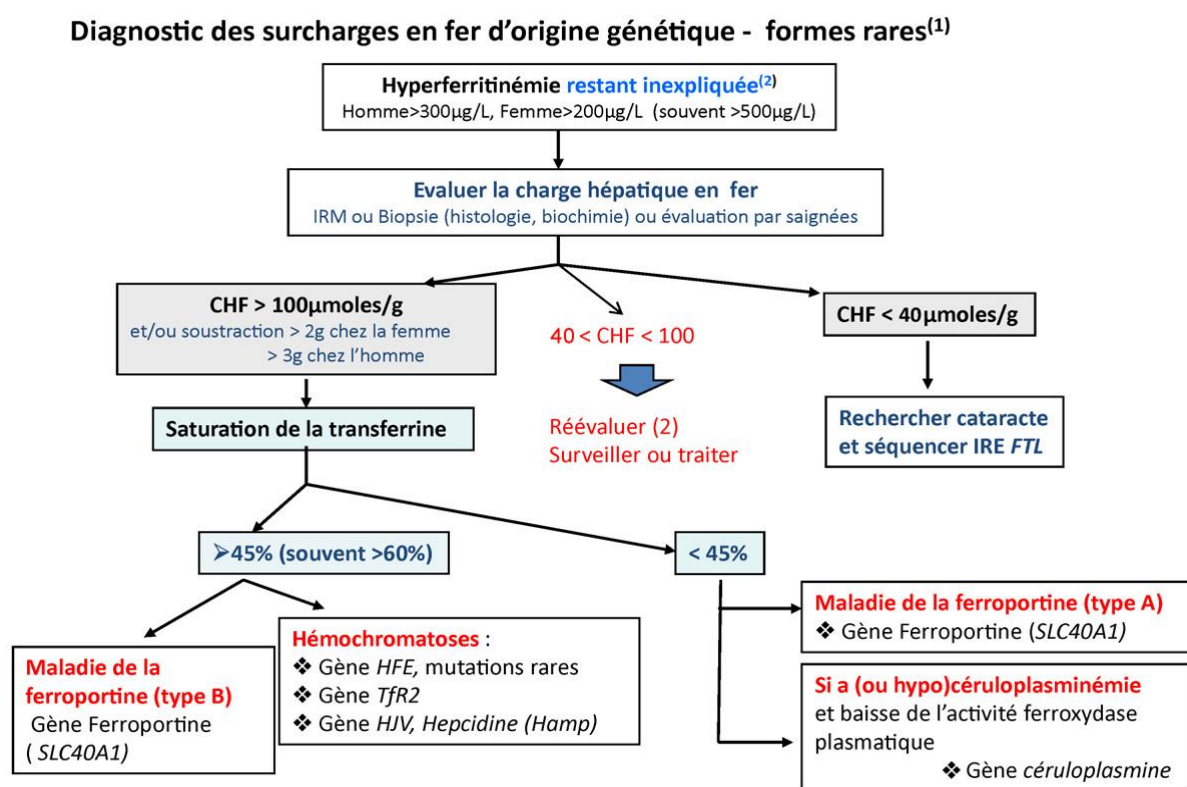 Diagnostic des surcharges en fer d’origine génétique - formes rares(1)
Hyperferritinémie restant inexpliquée(2)
Homme>300µg/L, Femme>200µg/L (souvent >500µg/L)
Evaluer la charge hépatique en fer
IRM ou Biopsie (histologie, biochimie) ou évaluation par saignées
CHF > 100µmoles/g
et/ou soustraction > 2g chez la femme
> 3g chez l’homme
40 < CHF < 100
CHF < 40µmoles/g
Réévaluer (2)
Surveiller ou traiter
Rechercher cataracte
et séquencer IRE FTL
Saturation de la transferrine
➢45% (souvent >60%)
< 45%
Maladie de la
ferroportine (type B)
Gène Ferroportine
( SLC40A1)
Hémochromatoses :
❖ Gène HFE, mutations rares
❖ Gène TfR2
❖ Gène HJV, Hepcidine (Hamp)
Maladie de la ferroportine (type A)
❖ Gène Ferroportine (SLC40A1)
Si a (ou hypo)céruloplasminémie
et baisse de l’activité ferroxydase
plasmatique
❖ Gène céruloplasmine